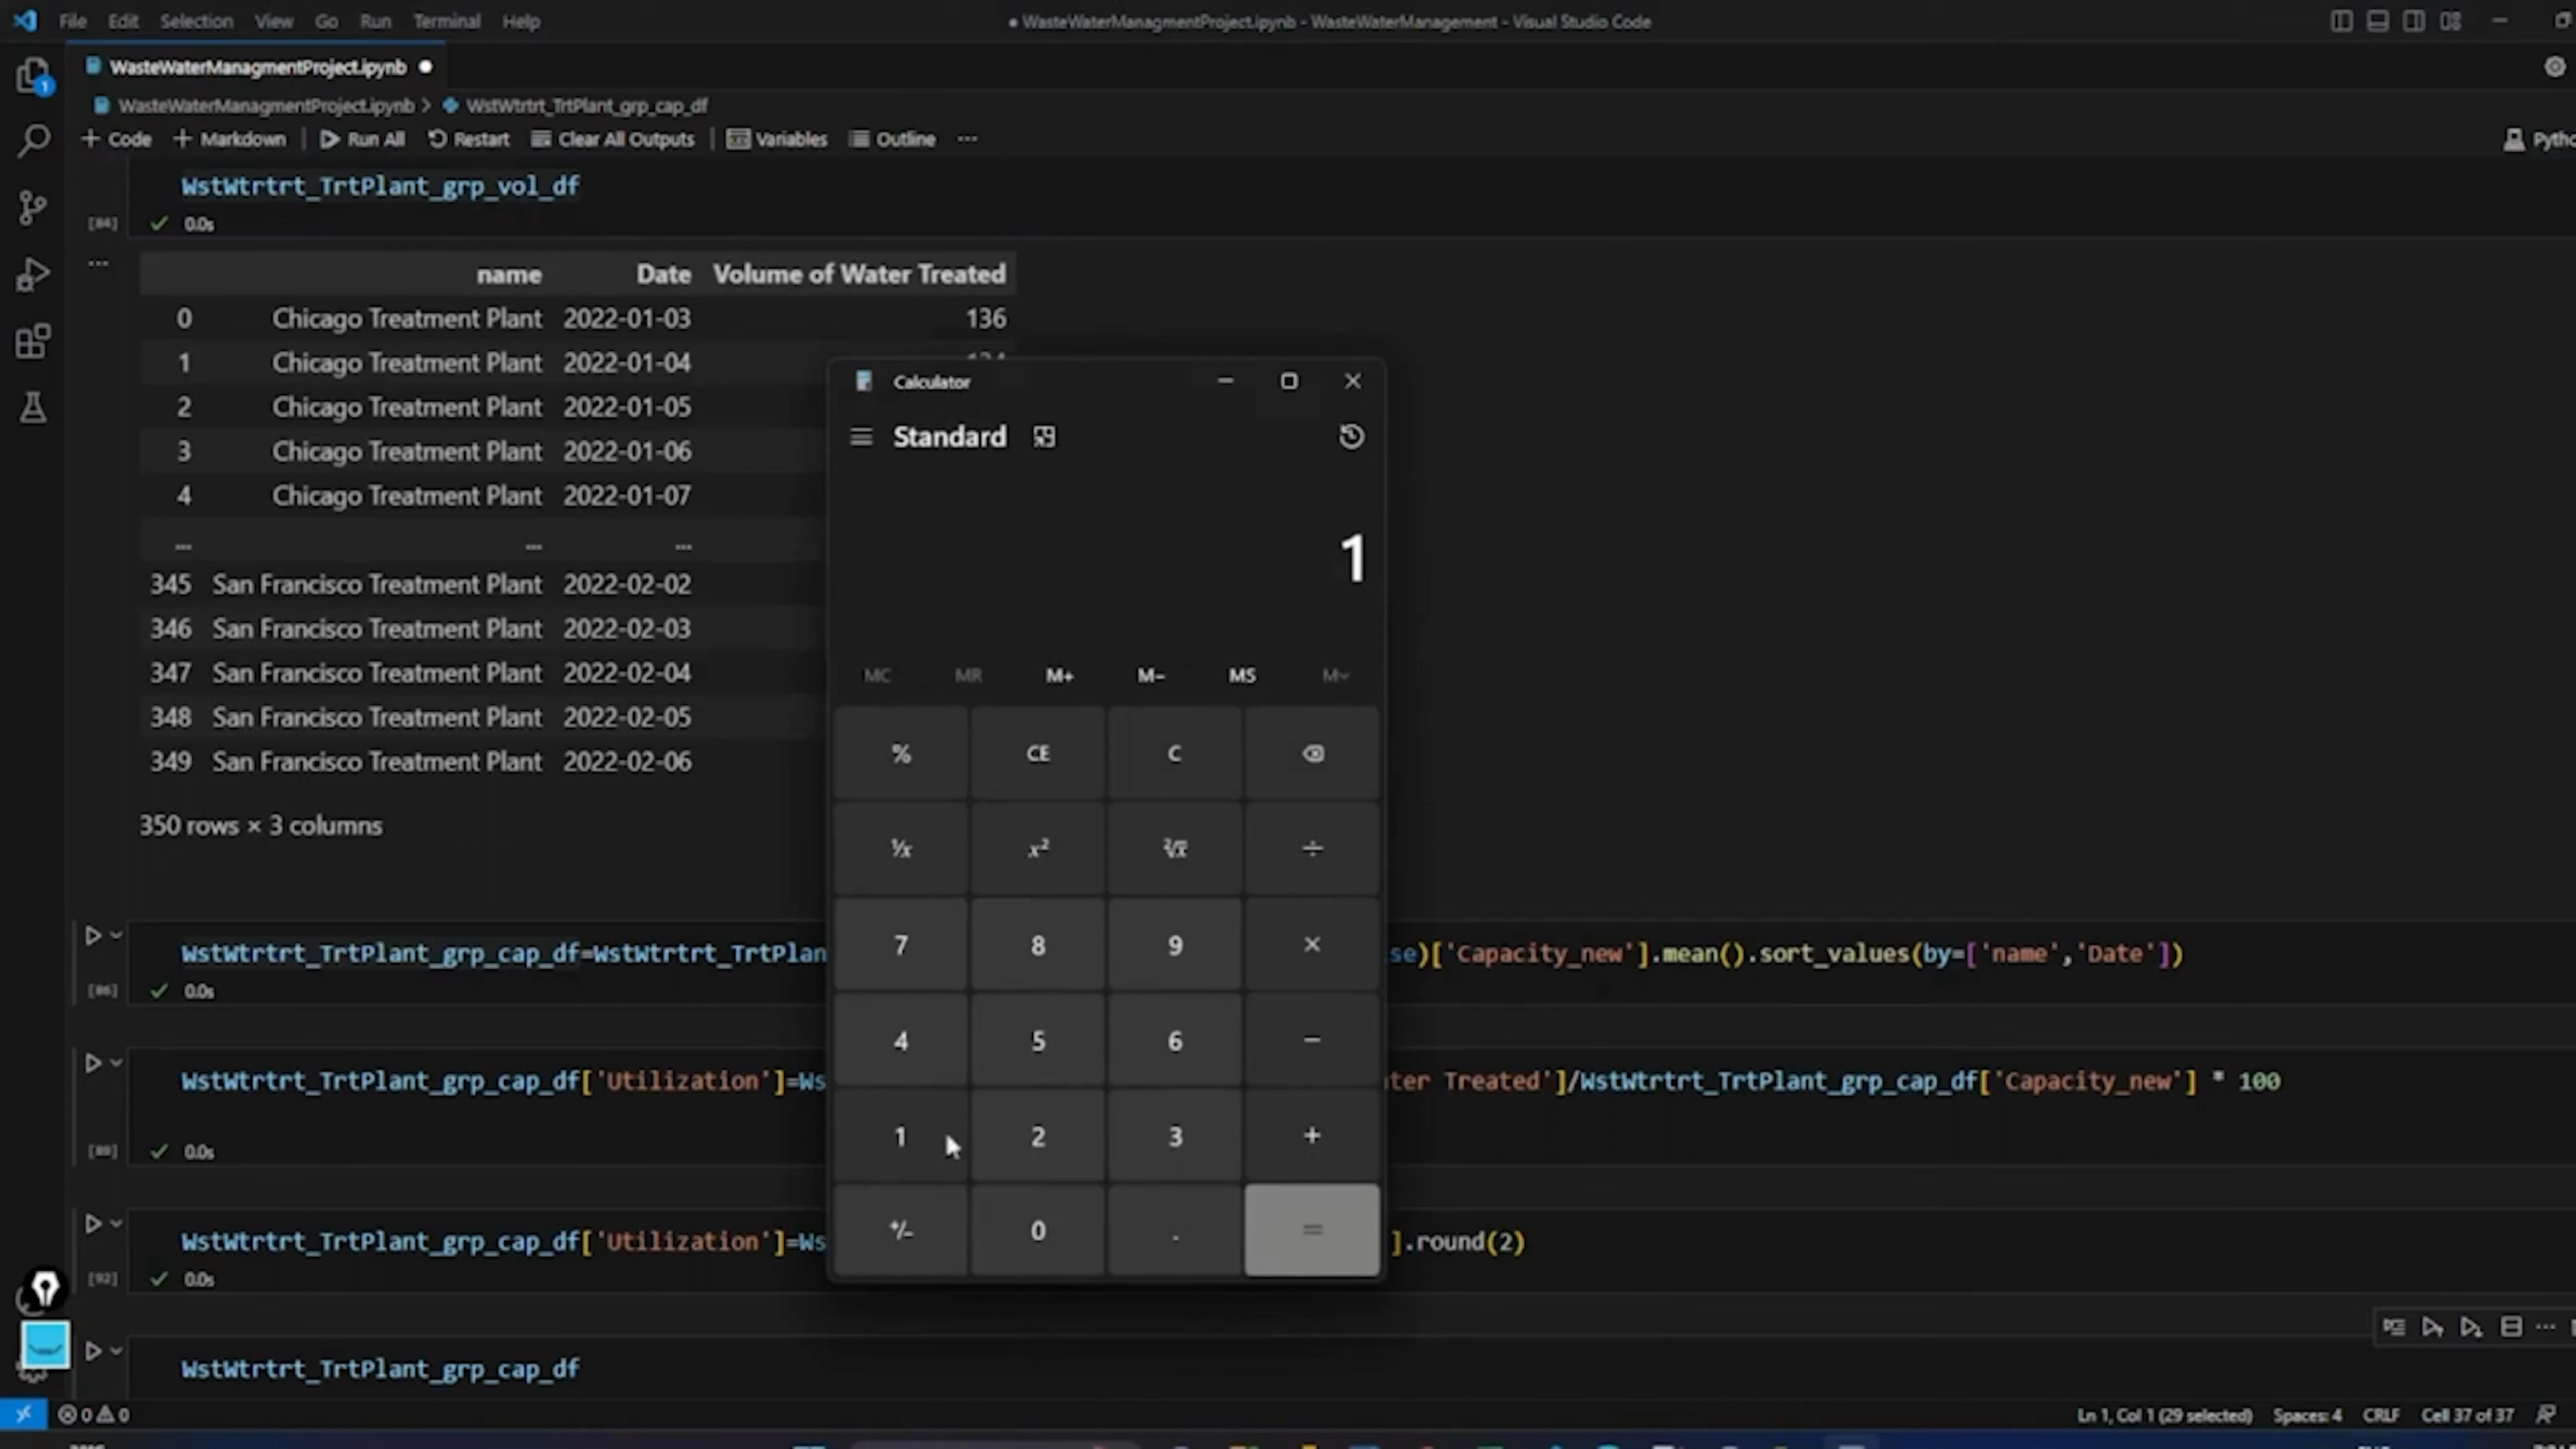 File Edit Selection View Go Run Terminal Help
● WasteWaterManagmentProject.ipynb - WasteWaterManagement - Visual Studio Code
1
WasteWaterManagmentProject.ipynb ●
WasteWaterManagmentProject.ipynb > WstWtrtrt_TrtPlant_grp_cap_df
+ Code + Markdown Run All Restart Clear All Outputs Variables Outline ...
WstWtrtrt_TrtPlant_grp_vol_df
[84] 0.0s
name Date Volume of Water Treated
0 Chicago Treatment Plant 2022-01-03 136
1 Chicago Treatment Plant 2022-01-04
2 Chicago Treatment Plant 2022-01-05
3 Chicago Treatment Plant 2022-01-06
4 Chicago Treatment Plant 2022-01-07
... ... ...
345 San Francisco Treatment Plant 2022-02-02
346 San Francisco Treatment Plant 2022-02-03
347 San Francisco Treatment Plant 2022-02-04
348 San Francisco Treatment Plant 2022-02-05
349 San Francisco Treatment Plant 2022-02-06
350 rows × 3 columns
Calculator
Standard
1
MC MR M+ M- MS M˅
% CE C
⅟x x² ²√x ÷
7 8 9 ×
4 5 6 −
1 2 3 +
+/− 0 . =
WstWtrtrt_TrtPlant_grp_cap_df=WstWtrtrt_TrtPlan se)['Capacity_new'].mean().sort_values(by=['name','Date'])
[86] 0.0s
WstWtrtrt_TrtPlant_grp_cap_df['Utilization']=Ws ter Treated']/WstWtrtrt_TrtPlant_grp_cap_df['Capacity_new'] * 100
[89] 0.0s
WstWtrtrt_TrtPlant_grp_cap_df['Utilization']=Ws ].round(2)
[92] 0.0s
WstWtrtrt_TrtPlant_grp_cap_df
0 0 Ln 1, Col 1 (29 selected) Spaces: 4 CRLF Cell 37 of 37